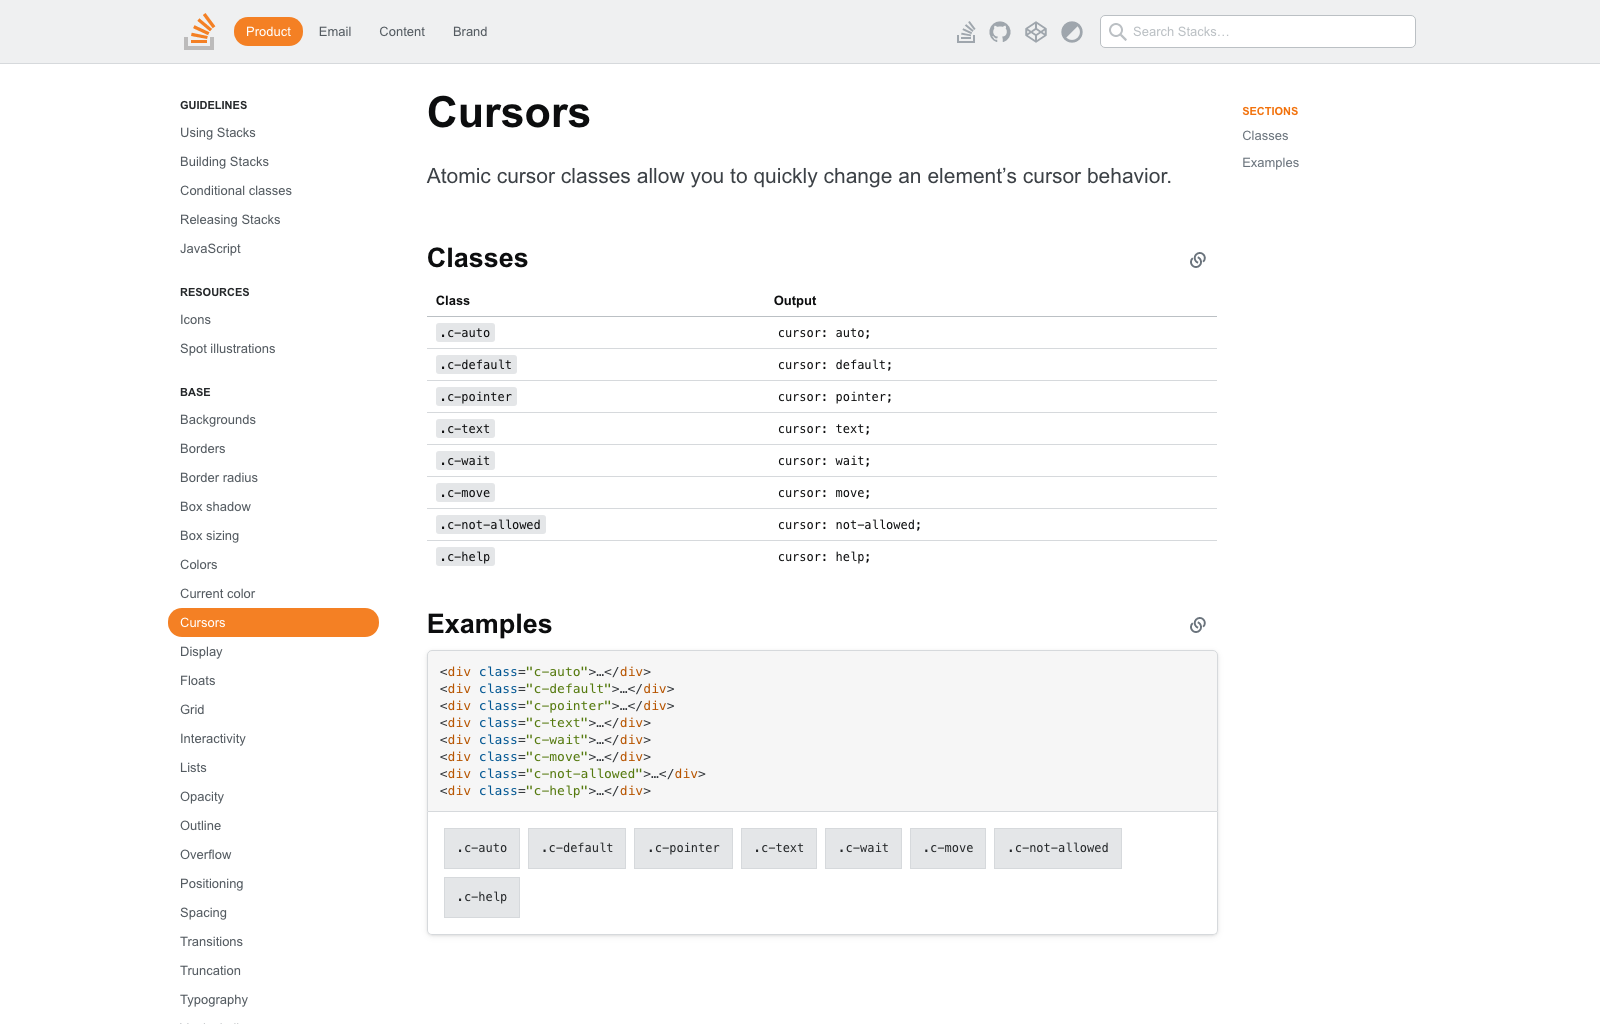 Product
Email
Content
Brand
Search Stacks…
GUIDELINES
Using Stacks
Building Stacks
Conditional classes
Releasing Stacks
JavaScript
RESOURCES
Icons
Spot illustrations
BASE
Backgrounds
Borders
Border radius
Box shadow
Box sizing
Colors
Current color
Cursors
Display
Floats
Grid
Interactivity
Lists
Opacity
Outline
Overflow
Positioning
Spacing
Transitions
Truncation
Typography
Cursors
Atomic cursor classes allow you to quickly change an element’s cursor behavior.
Classes
Class Output
.c-auto cursor: auto;
.c-default cursor: default;
.c-pointer cursor: pointer;
.c-text cursor: text;
.c-wait cursor: wait;
.c-move cursor: move;
.c-not-allowed cursor: not-allowed;
.c-help cursor: help;
Examples
<div class="c-auto">…</div>
<div class="c-default">…</div>
<div class="c-pointer">…</div>
<div class="c-text">…</div>
<div class="c-wait">…</div>
<div class="c-move">…</div>
<div class="c-not-allowed">…</div>
<div class="c-help">…</div>
.c-auto .c-default .c-pointer .c-text .c-wait .c-move .c-not-allowed
.c-help
SECTIONS
Classes
Examples